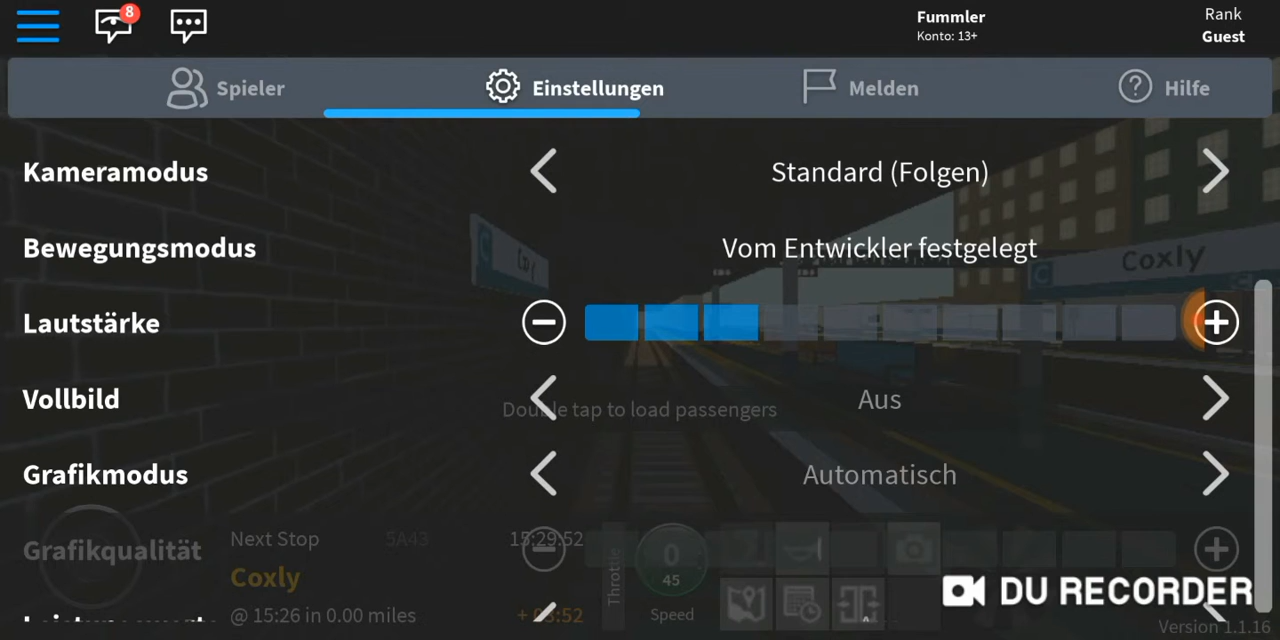 8
Fummler
Konto: 13+
Rank
Guest
Spieler
Einstellungen
Melden
Hilfe
Kameramodus
Standard (Folgen)
Bewegungsmodus
Vom Entwickler festgelegt
Coxly
Lautstärke
Vollbild
Aus
Double tap to load passengers
Grafikmodus
Automatisch
Grafikqualität
Next Stop
5A43
15:29:52
Coxly
@ 15:26 in 0.00 miles
Throttle
0
45
Speed
DU RECORDER
Version 1.1.16